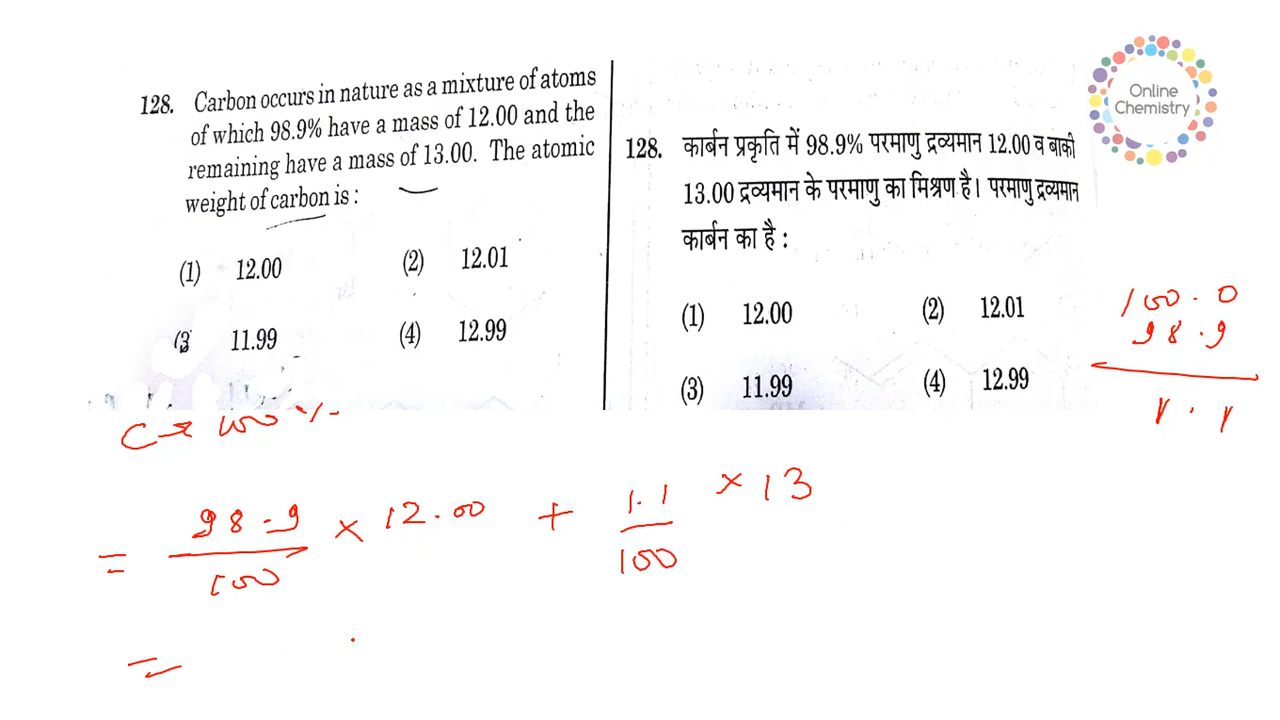 128. Carbon occurs in nature as a mixture of atoms
of which 98.9% have a mass of 12.00 and the
remaining have a mass of 13.00. The atomic
weight of carbon is :
(1) 12.00 (2) 12.01
(3 11.99 (4) 12.99
128. कार्बन प्रकृति में 98.9% परमाणु द्रव्यमान 12.00 व बाकी
13.00 द्रव्यमान के परमाणु का मिश्रण है। परमाणु द्रव्यमान
कार्बन का है :
(1) 12.00 (2) 12.01
(3) 11.99 (4) 12.99
Online
Chemistry
100.0
98.9
1.1
C → 100 %
= 98.9/100 × 12.00 + 1.1/100 × 13
=